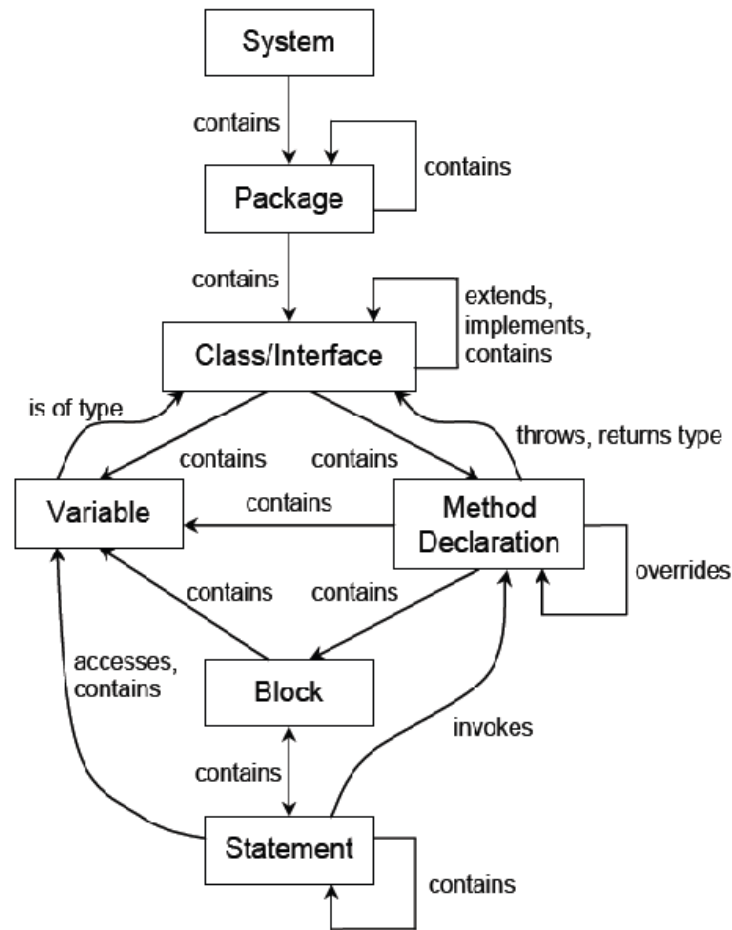 System
contains
contains
Package
contains
extends,
implements,
contains
Class/Interface
is of type
throws, returns type
contains
contains
Variable
contains
Method
Declaration
overrides
contains
contains
accesses,
contains
Block
invokes
contains
Statement
contains